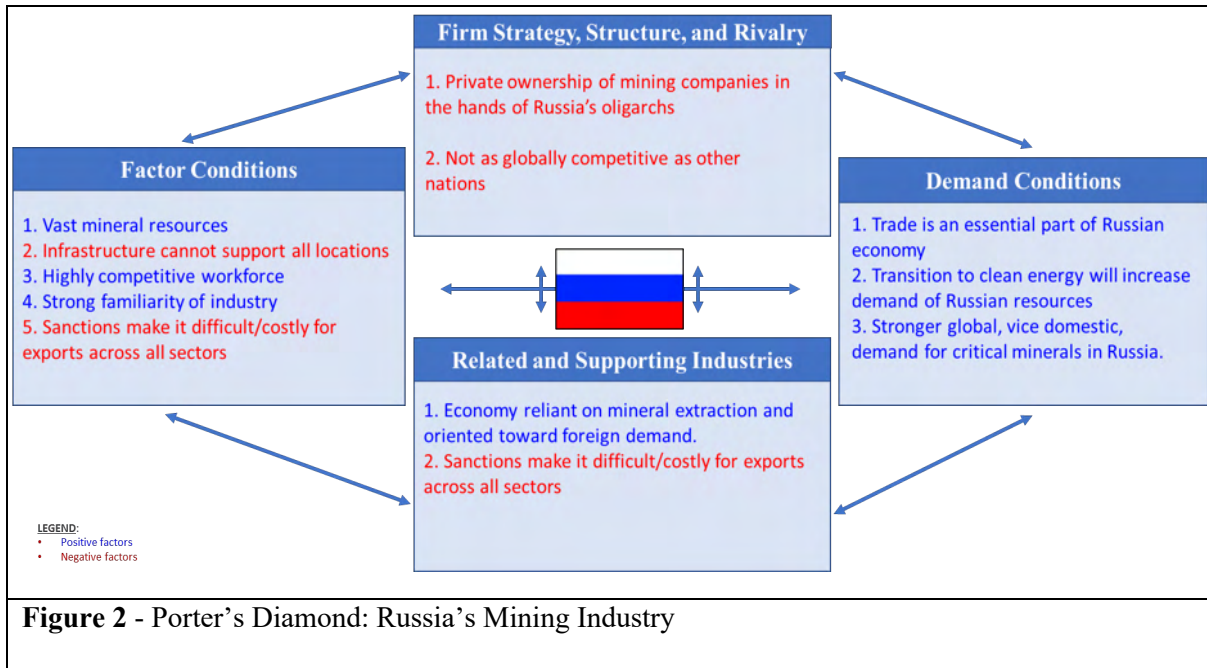 Firm Strategy, Structure, and Rivalry
1. Private ownership of mining companies in
the hands of Russia's oligarchs
2. Not as globally competitive as other
nations
Factor Conditions
1. Vast mineral resources
2. Infrastructure cannot support all locations
3. Highly competitive workforce
4. Strong familiarity of industry
5. Sanctions make it difficult/costly for
exports across all sectors
Demand Conditions
1. Trade is an essential part of Russian
economy
2. Transition to clean energy will increase
demand of Russian resources
3. Stronger global, vice domestic,
demand for critical minerals in Russia.
Related and Supporting Industries
1. Economy reliant on mineral extraction and
oriented toward foreign demand.
2. Sanctions make it difficult/costly for exports
across all sectors
LEGEND:
• Positive factors
• Negative factors
Figure 2 - Porter's Diamond: Russia's Mining Industry